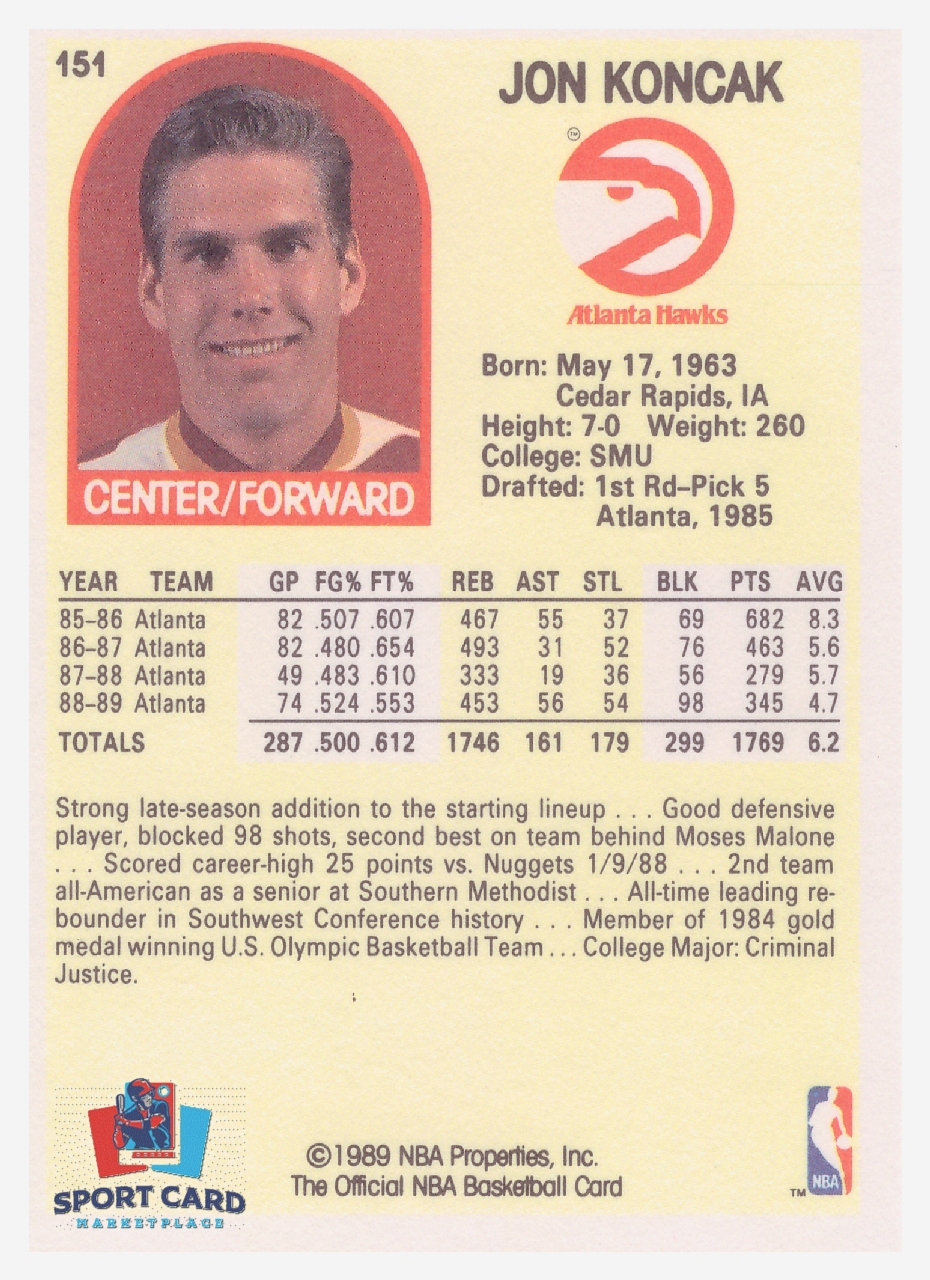 151
JON KONCAK
TM
Atlanta Hawks
Born: May 17, 1963
Cedar Rapids, IA
Height: 7-0 Weight: 260
College: SMU
Drafted: 1st Rd–Pick 5
Atlanta, 1985
CENTER/FORWARD
YEAR TEAM GP FG% FT% REB AST STL BLK PTS AVG
85–86 Atlanta 82 .507 .607 467 55 37 69 682 8.3
86–87 Atlanta 82 .480 .654 493 31 52 76 463 5.6
87–88 Atlanta 49 .483 .610 333 19 36 56 279 5.7
88–89 Atlanta 74 .524 .553 453 56 54 98 345 4.7
TOTALS 287 .500 .612 1746 161 179 299 1769 6.2
Strong late-season addition to the starting lineup . . . Good defensive
player, blocked 98 shots, second best on team behind Moses Malone
. . . Scored career-high 25 points vs. Nuggets 1/9/88 . . . 2nd team
all-American as a senior at Southern Methodist . . . All-time leading re-
bounder in Southwest Conference history . . . Member of 1984 gold
medal winning U.S. Olympic Basketball Team . . . College Major: Criminal
Justice.
SPORT CARD
MARKETPLACE
©1989 NBA Properties, Inc.
The Official NBA Basketball Card
TM
NBA